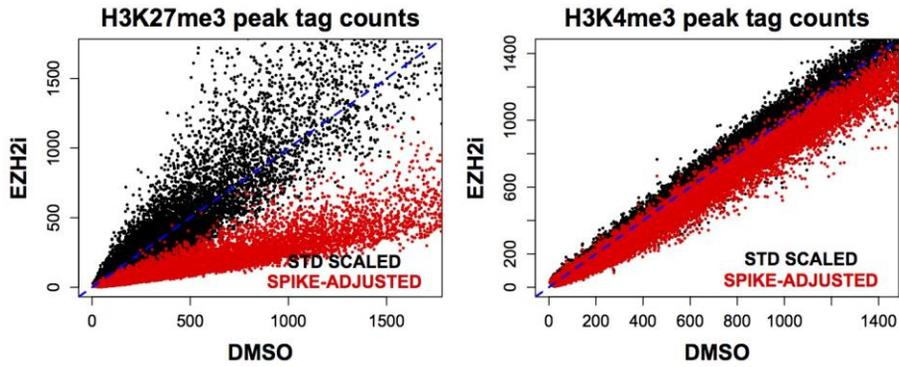 H3K27me3 peak tag counts
EZH2i
1500
1000
500
0
STD SCALED
SPIKE-ADJUSTED
0 500 1000 1500
DMSO
H3K4me3 peak tag counts
EZH2i
1400
1000
600
200
0
STD SCALED
SPIKE-ADJUSTED
0 200 400 600 800 1000 1400
DMSO